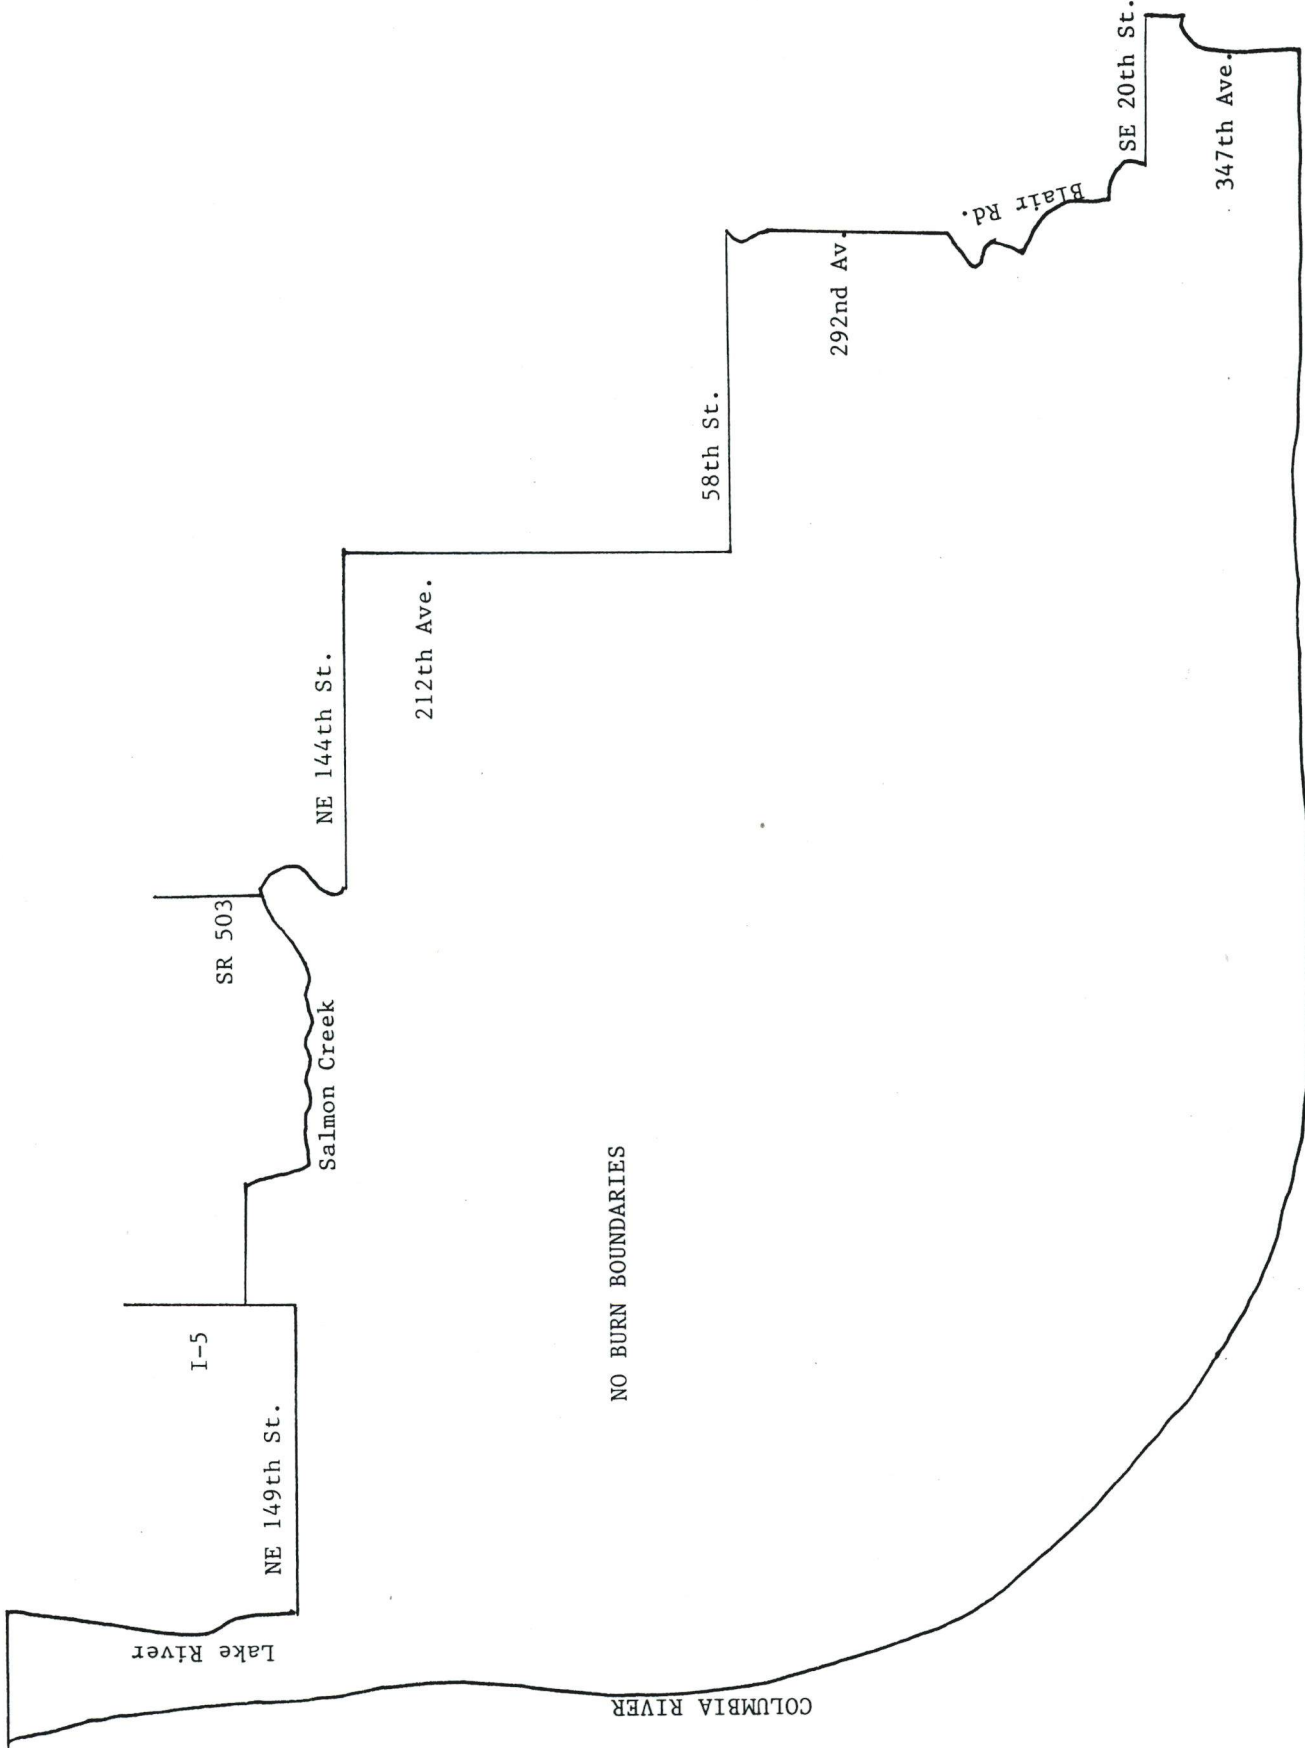 Lake River
COLUMBIA RIVER
NE 149th St.
I-5
Salmon Creek
SR 503
NE 144th St.
212th Ave.
58th St.
292nd Av.
Blair Rd.
SE 20th St.
347th Ave.
NO BURN BOUNDARIES